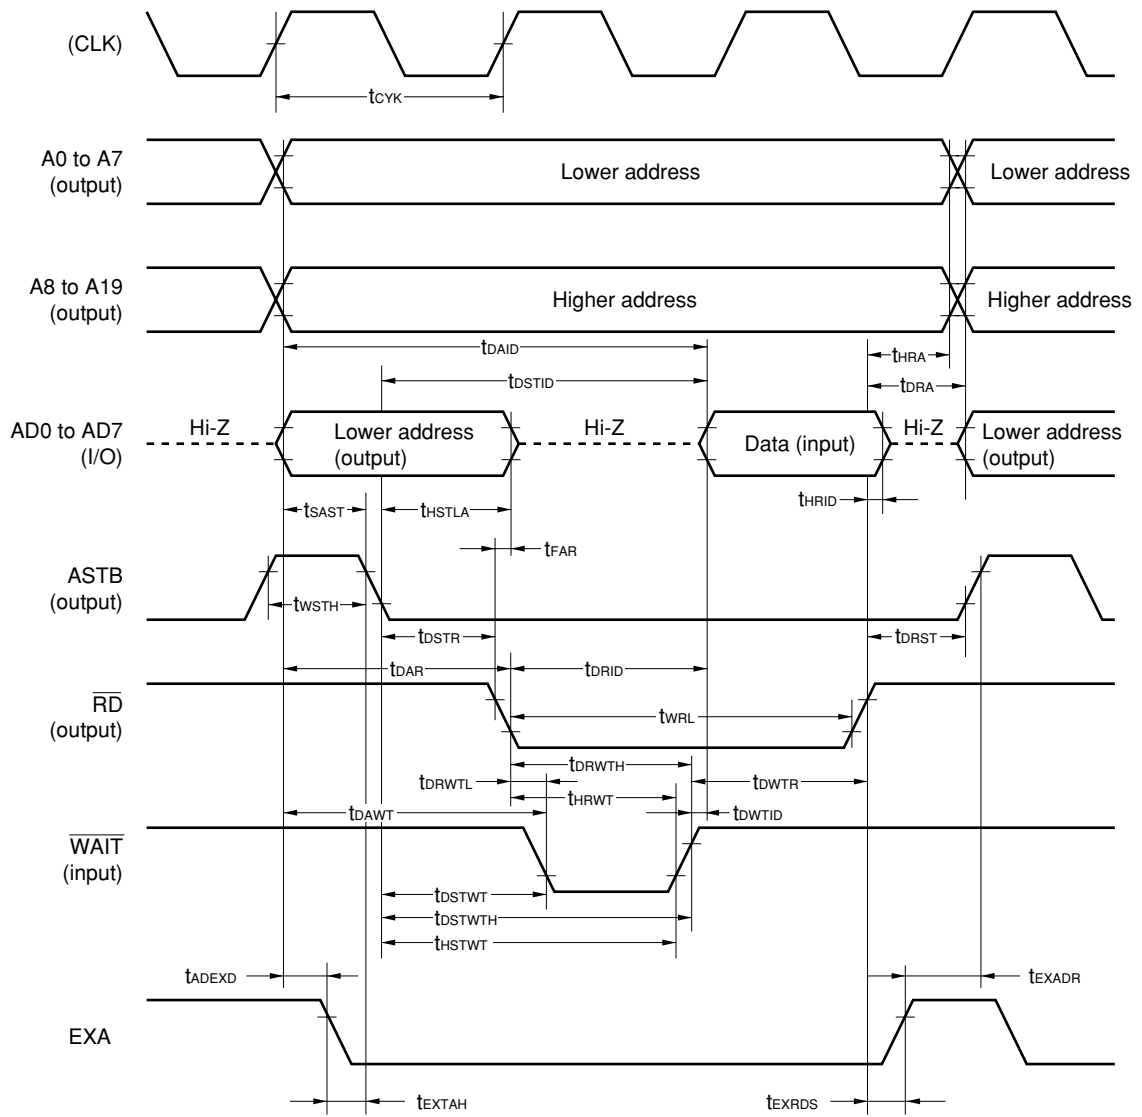 (CLK)
tCYK
A0 to A7
(output)
Lower address
Lower address
A8 to A19
(output)
Higher address
Higher address
tDAID
tHRA
tDSTID
tDRA
AD0 to AD7
(I/O)
Hi-Z
Lower address
(output)
Hi-Z
Data (input)
Hi-Z
Lower address
(output)
tSAST
tHSTLA
tHRID
tFAR
ASTB
(output)
tWSTH
tDSTR
tDRST
tDAR
tDRID
RD
(output)
tWRL
tDRWTH
tDRWTL
tDWTR
tHRWT
tDAWT
tDWTID
WAIT
(input)
tDSTWT
tDSTWTH
tHSTWT
tADEXD
tEXADR
EXA
tEXTAH
tEXRDS